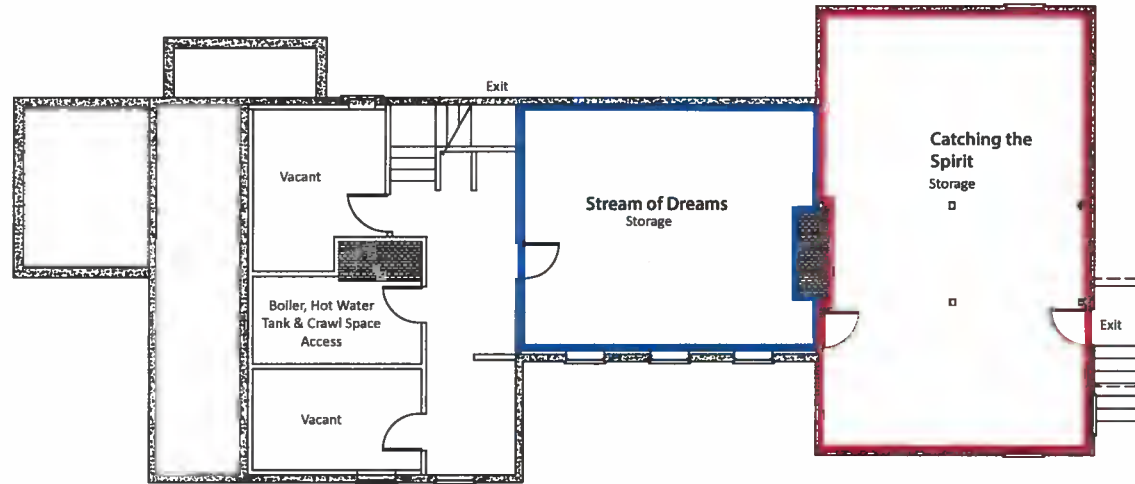 Exit
Vacant
Stream of Dreams
Storage
Catching the
Spirit
Storage
Boiler, Hot Water
Tank & Crawl Space
Access
Exit
Vacant